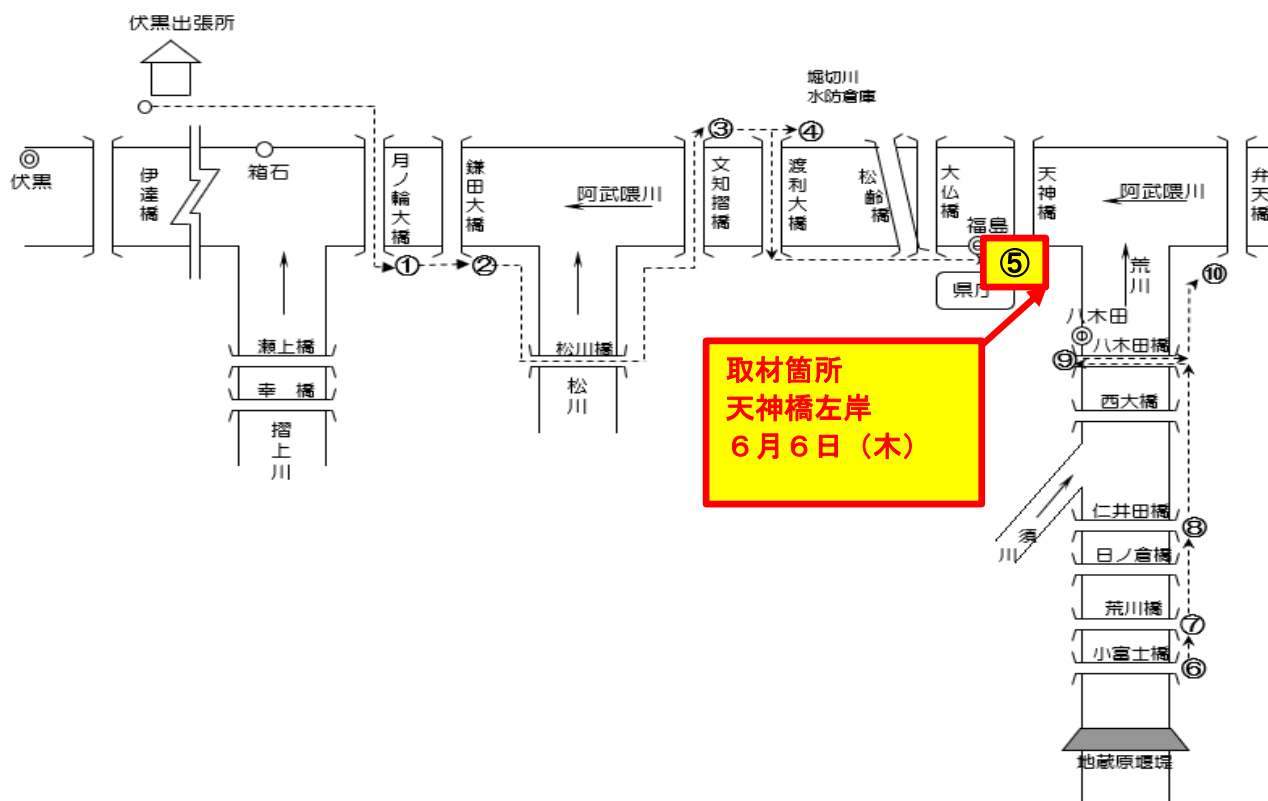 伏黒出張所
堀切川
水防倉庫
伏黒
伊達橋
箱石
月ノ輪大橋
鎌田大橋
阿武隈川
③
文知摺橋
④
渡利大橋
松齢橋
大仏橋
福島
天神橋
阿武隈川
弁天橋
①
②
⑤
県庁
荒川
⑩
八木田
瀬上橋
幸橋
摺上川
松川橋
松川
八木田橋
⑨
西大橋
取材箇所
天神橋左岸
6月6日（木）
須川
仁井田橋
⑧
日ノ倉橋
荒川橋
⑦
小富士橋
⑥
地蔵原堰堤